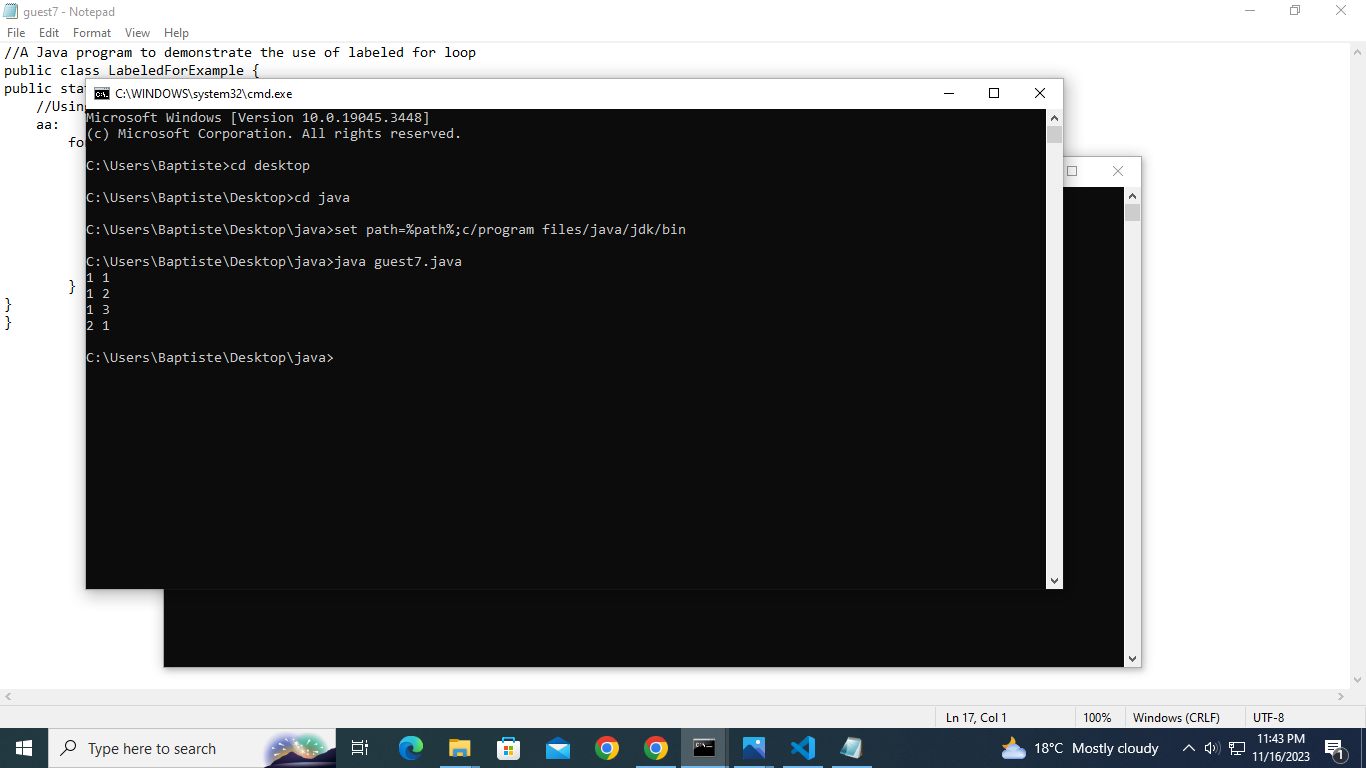 guest7 - Notepad
File Edit Format View Help
//A Java program to demonstrate the use of labeled for loop
public class LabeledForExample {
public
aa:
}
}
}
C:\WINDOWS\system32\cmd.exe
Microsoft Windows [Version 10.0.19045.3448]
(c) Microsoft Corporation. All rights reserved.
C:\Users\Baptiste>cd desktop
C:\Users\Baptiste\Desktop>cd java
C:\Users\Baptiste\Desktop\java>set path=%path%;c/program files/java/jdk/bin
C:\Users\Baptiste\Desktop\java>java guest7.java
1 1
1 2
1 3
2 1
C:\Users\Baptiste\Desktop\java>
Ln 17, Col 1 100% Windows (CRLF) UTF-8
Type here to search
18°C Mostly cloudy
11:43 PM
11/16/2023
1